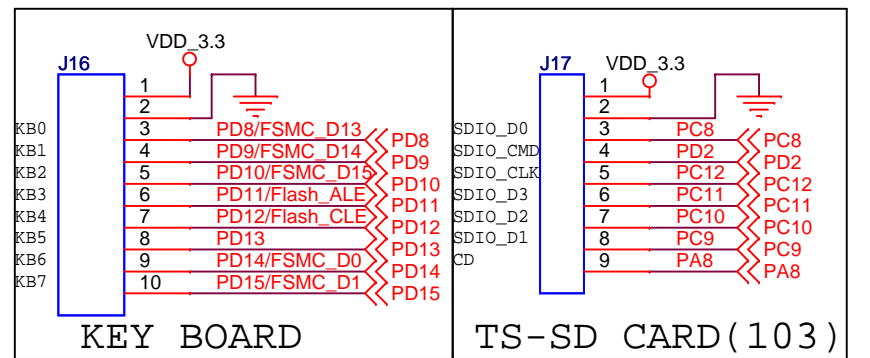 J16 VDD_3.3
1
2
KB0 3 PD8/FSMC_D13 PD8
KB1 4 PD9/FSMC_D14 PD9
KB2 5 PD10/FSMC_D15 PD10
KB3 6 PD11/Flash_ALE PD11
KB4 7 PD12/Flash_CLE PD12
KB5 8 PD13 PD13
KB6 9 PD14/FSMC_D0 PD14
KB7 10 PD15/FSMC_D1 PD15
KEY BOARD
J17 VDD_3.3
1
2
SDIO_D0 3 PC8 PC8
SDIO_CMD 4 PD2 PD2
SDIO_CLK 5 PC12 PC12
SDIO_D3 6 PC11 PC11
SDIO_D2 7 PC10 PC10
SDIO_D1 8 PC9 PC9
CD 9 PA8 PA8
TS-SD CARD(103)